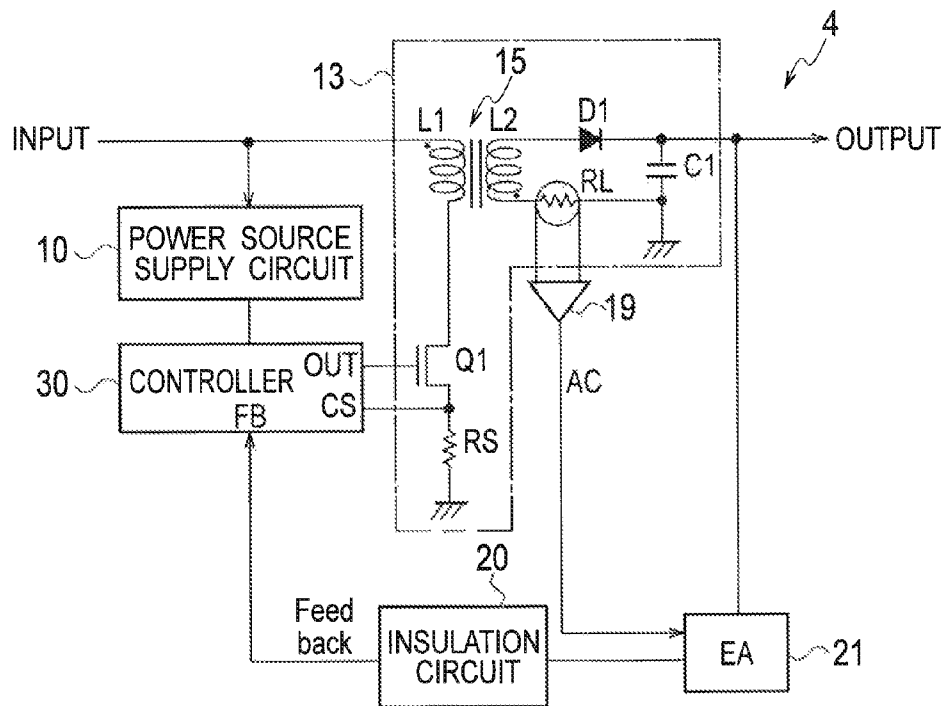 4
13
15
L1
L2
D1
INPUT
OUTPUT
RL
C1
10
POWER SOURCE
SUPPLY CIRCUIT
19
30
CONTROLLER
OUT
Q1
CS
FB
AC
RS
20
Feed
back
INSULATION
CIRCUIT
EA
21